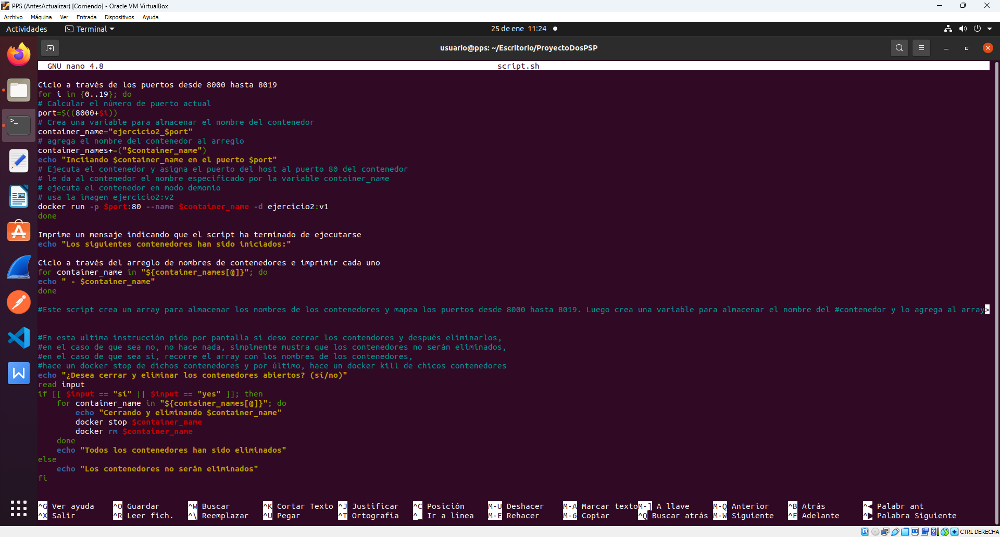 PPS (AntesActualizar) [Corriendo] - Oracle VM VirtualBox
Archivo Máquina Ver Entrada Dispositivos Ayuda
Actividades Terminal 25 de ene 11:24
usuario@pps: ~/Escritorio/ProyectoDosPSP
GNU nano 4.8 script.sh
Ciclo a través de los puertos desde 8000 hasta 8019
for i in {0..19}; do
# Calcular el número de puerto actual
port=$((8000+$i))
# Crea una variable para almacenar el nombre del contenedor
container_name="ejercicio2_$port"
# agrega el nombre del contenedor al arreglo
container_names+=("$container_name")
echo "Inciiando $container_name en el puerto $port"
# Ejecuta el contenedor y asigna el puerto del host al puerto 80 del contenedor
# le da al contenedor el nombre especificado por la variable container_name
# ejecuta el contenedor en modo demonio
# usa la imagen ejercicio2:v2
docker run -p $port:80 --name $container_name -d ejercicio2:v1
done
Imprime un mensaje indicando que el script ha terminado de ejecutarse
echo "Los siguientes contenedores han sido iniciados:"
Ciclo a través del arreglo de nombres de contenedores e imprimir cada uno
for container_name in "${container_names[@]}"; do
echo " - $container_name"
done
#Este script crea un array para almacenar los nombres de los contenedores y mapea los puertos desde 8000 hasta 8019. Luego crea una variable para almacenar el nombre del #contenedor y lo agrega al array>
#En esta ultima instrucción pido por pantalla si deso cerrar los contendores y después eliminarlos,
#en el caso de que sea no, no hace nada, simplmente mustra que los contenedores no serán eliminados,
#en el caso de que sea si, recorre el array con los nombres de los contenedores,
#hace un docker stop de dichos contenedores y por último, hace un docker kill de chicos contenedores
echo "¿Desea cerrar y eliminar los contenedores abiertos? (sí/no)"
read input
if [[ $input == "sí" || $input == "yes" ]]; then
for container_name in "${container_names[@]}"; do
echo "Cerrando y eliminando $container_name"
docker stop $container_name
docker rm $container_name
done
echo "Todos los contenedores han sido eliminados"
else
echo "Los contenedores no serán eliminados"
fi
^G Ver ayuda ^O Guardar ^W Buscar ^K Cortar Texto ^J Justificar ^C Posición M-U Deshacer M-A Marcar texto M-] A llave M-Q Anterior ^B Atrás ^◀ Palabr ant
^X Salir ^R Leer fich. ^\ Reemplazar ^U Pegar ^T Ortografía ^_ Ir a línea M-E Rehacer M-6 Copiar ^Q Buscar atrás M-W Siguiente ^F Adelante ^▶ Palabra Siguiente
CTRL DERECHA